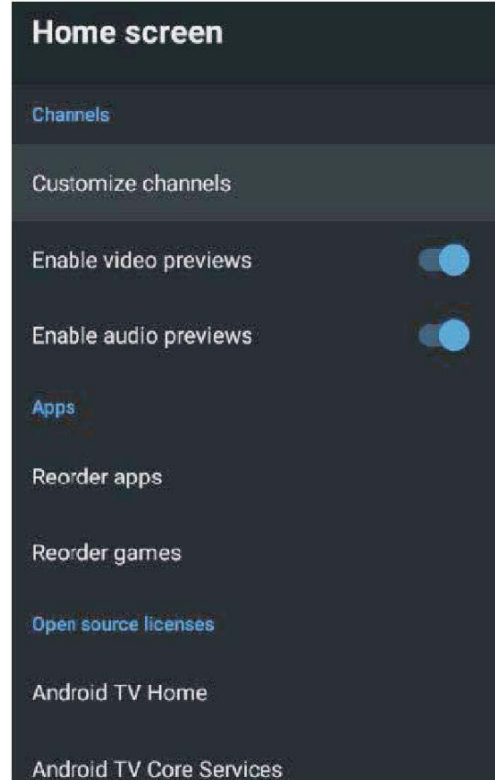 Home screen
Channels
Customize channels
Enable video previews
Enable audio previews
Apps
Reorder apps
Reorder games
Open source licenses
Android TV Home
Android TV Core Services